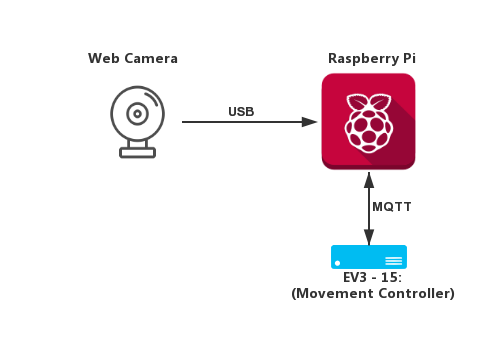 Web Camera
Raspberry Pi
USB
MQTT
EV3 - 15:
(Movement Controller)